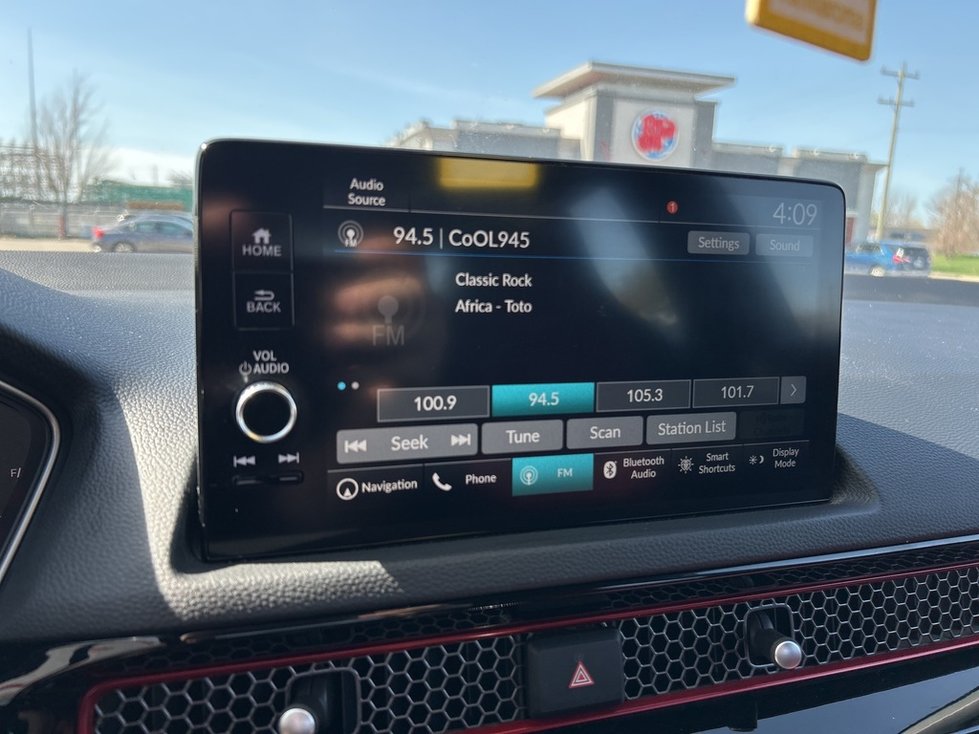 Audio
Source
1
4:09
HOME
FM
94.5 | CoOL945
Settings
Sound
Classic Rock
BACK
Africa - Toto
FM
VOL
AUDIO
100.9
94.5
105.3
101.7
Seek
Tune
Scan
Station List
Navigation
Phone
FM
Bluetooth
Audio
Smart
Shortcuts
Display
Mode
F/